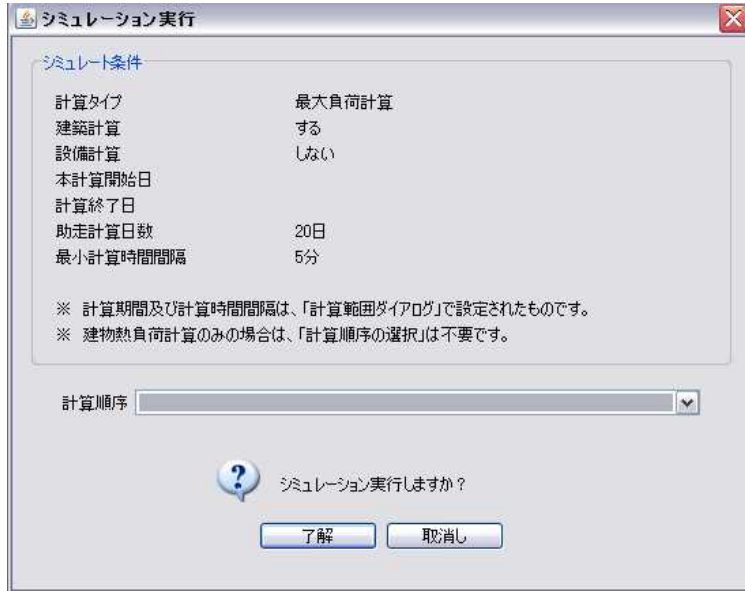 シミュレーション実行
シミュレート条件
計算タイプ 最大負荷計算
建築計算 する
設備計算 しない
本計算開始日
計算終了日
助走計算日数 20日
最小計算時間間隔 5分
※ 計算期間及び計算時間間隔は、「計算範囲ダイアログ」で設定されたものです。
※ 建物熱負荷計算のみの場合は、「計算順序の選択」は不要です。
計算順序
シミュレーション実行しますか？
了解 取消し